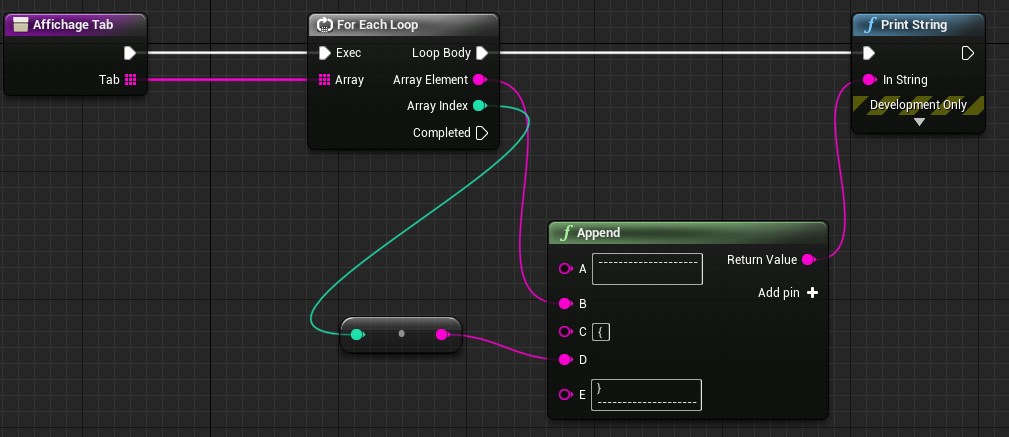 Affichage Tab
Tab
For Each Loop
Exec
Loop Body
Array
Array Element
Array Index
Completed
f Print String
In String
Development Only
f Append
A
--------------------
Return Value
Add pin +
B
C {
D
E }
--------------------